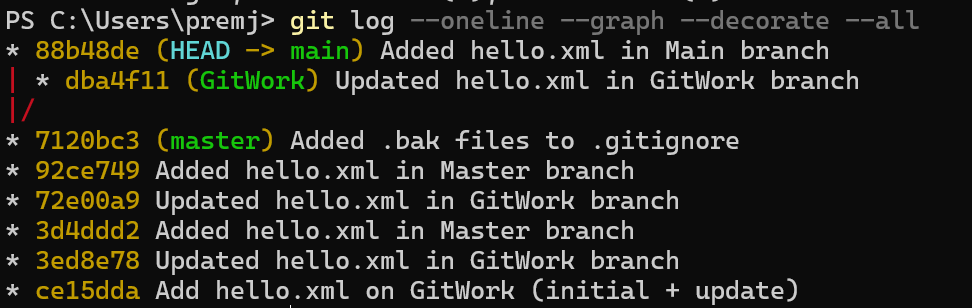 PS C:\Users\premj> git log --oneline --graph --decorate --all
* 88b48de (HEAD -> main) Added hello.xml in Main branch
| * dba4f11 (GitWork) Updated hello.xml in GitWork branch
|/
* 7120bc3 (master) Added .bak files to .gitignore
* 92ce749 Added hello.xml in Master branch
* 72e00a9 Updated hello.xml in GitWork branch
* 3d4ddd2 Added hello.xml in Master branch
* 3ed8e78 Updated hello.xml in GitWork branch
* ce15dda Add hello.xml on GitWork (initial + update)